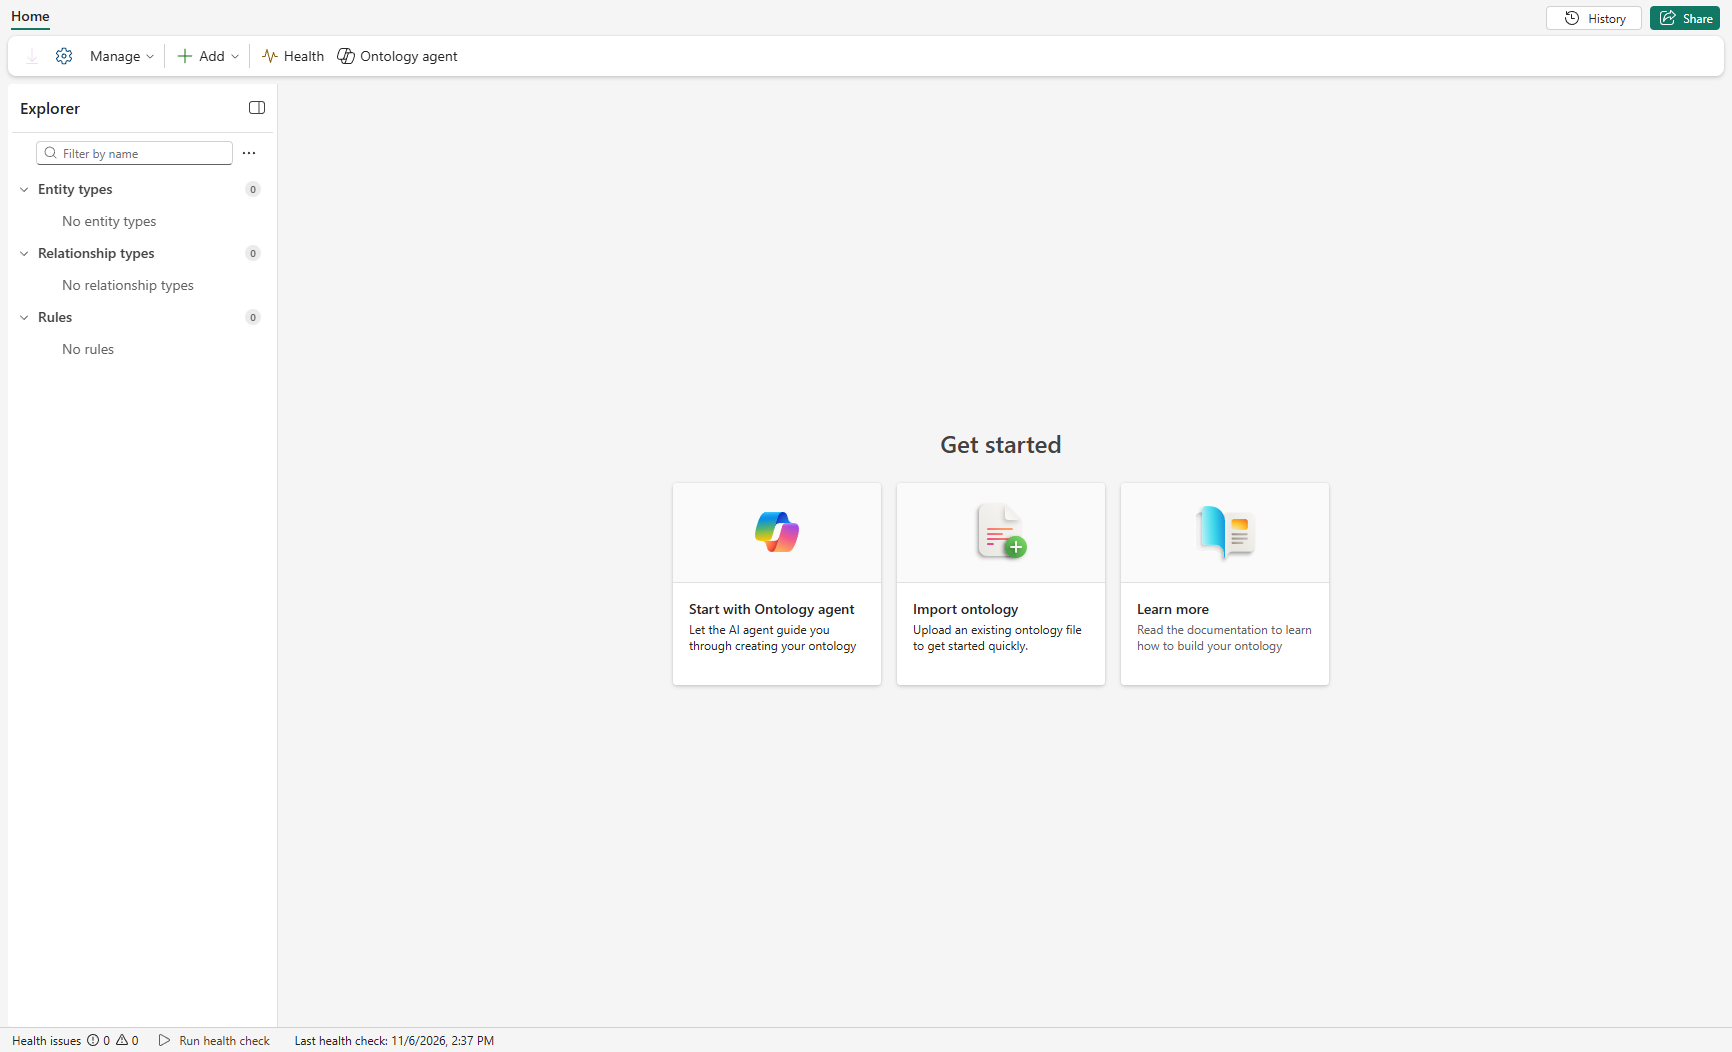 Home
History
Share
Manage
Add
Health
Ontology agent
Explorer
Filter by name
Entity types
0
No entity types
Relationship types
0
No relationship types
Rules
0
No rules
Get started
Start with Ontology agent
Let the AI agent guide you
through creating your ontology
Import ontology
Upload an existing ontology file
to get started quickly.
Learn more
Read the documentation to learn
how to build your ontology
Health issues 0 0 Run health check Last health check: 11/6/2026, 2:37 PM